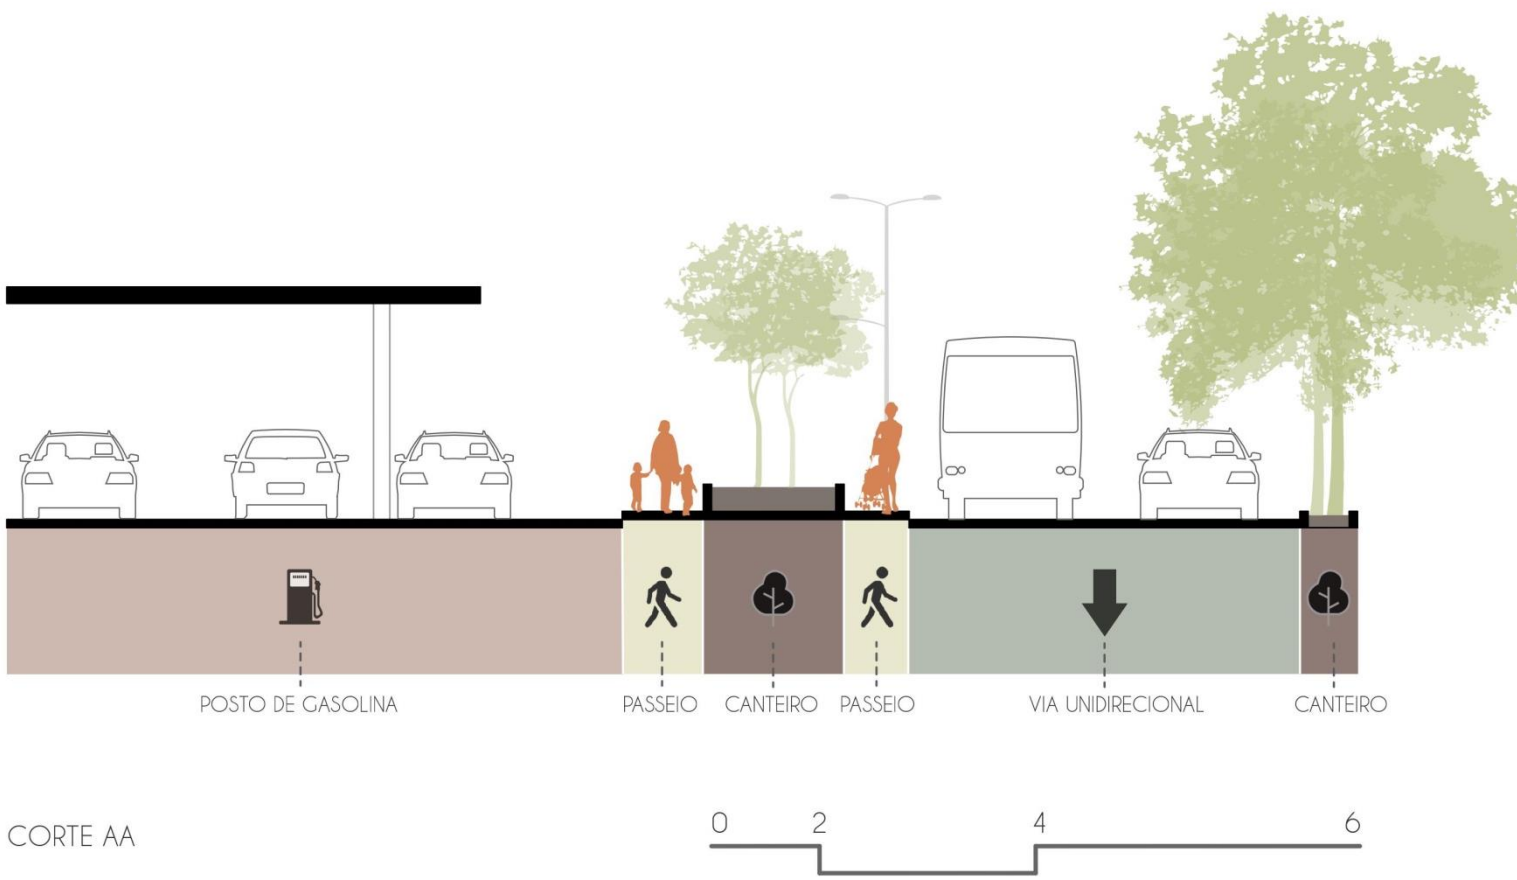 POSTO DE GASOLINA
PASSEIO
CANTEIRO
PASSEIO
VIA UNIDIRECIONAL
CANTEIRO
CORTE AA
0 2 4 6